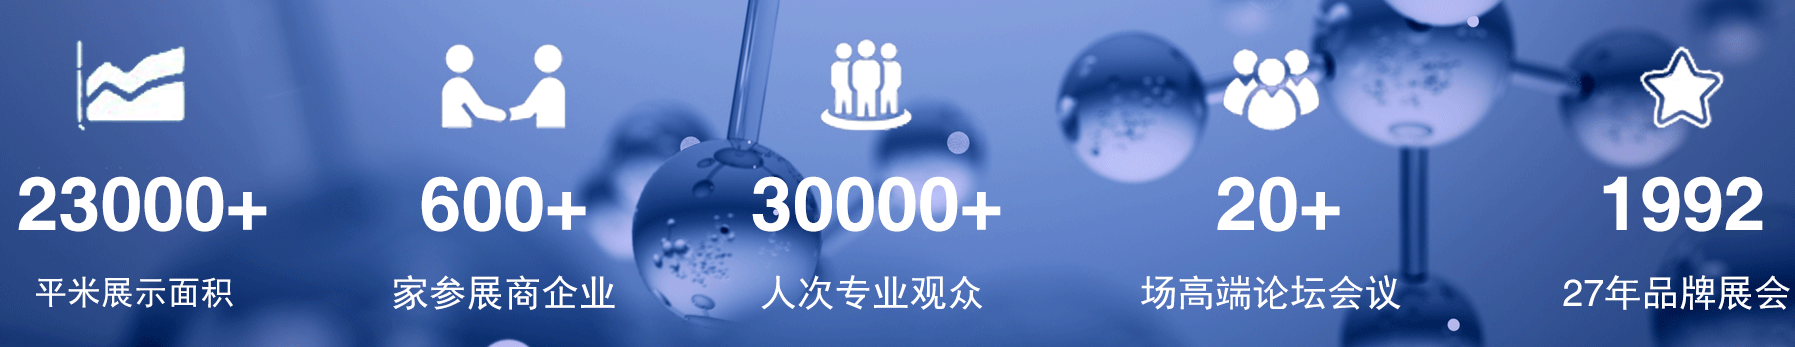 23000+
平米展示面积
600+
家参展商企业
30000+
人次专业观众
20+
场高端论坛会议
1992
27年品牌展会